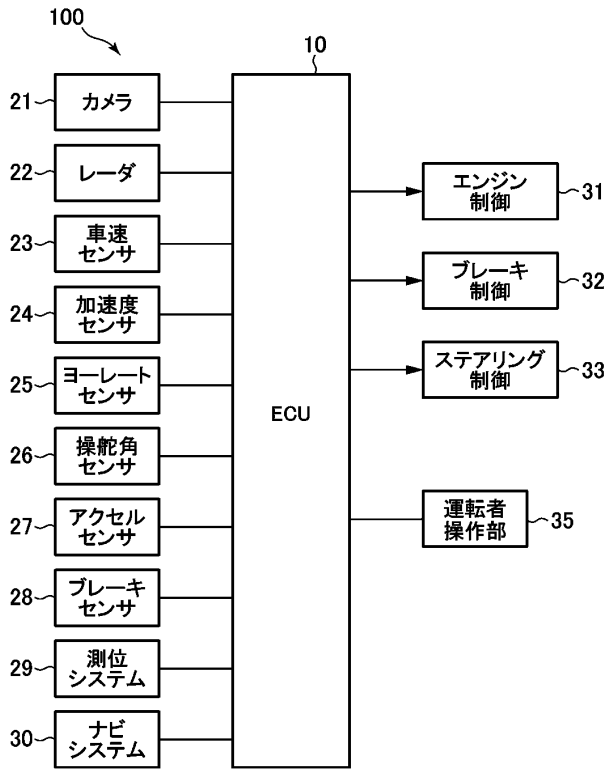 100
10
21
カメラ
22
レーダ
23
車速
センサ
24
加速度
センサ
25
ヨーレート
センサ
26
操舵角
センサ
27
アクセル
センサ
28
ブレーキ
センサ
29
測位
システム
30
ナビ
システム
ECU
エンジン
制御
31
ブレーキ
制御
32
ステアリング
制御
33
運転者
操作部
35